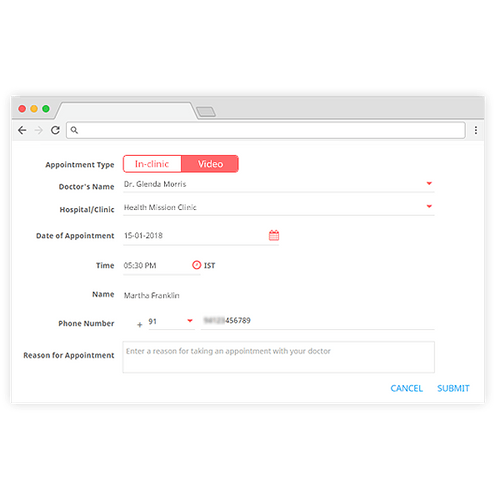 Appointment Type In-clinic Video
Doctor's Name Dr. Glenda Morris
Hospital/Clinic Health Mission Clinic
Date of Appointment 15-01-2018
Time 05:30 PM IST
Name Martha Franklin
Phone Number + 91 456789
Reason for Appointment Enter a reason for taking an appointment with your doctor
CANCEL SUBMIT